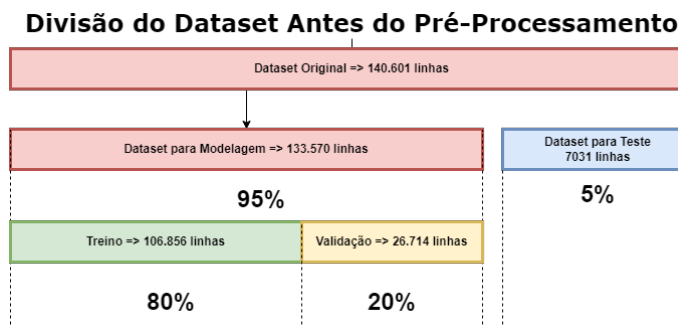 Divisão do Dataset Antes do Pré-Processamento
Dataset Original => 140.601 linhas
Dataset para Modelagem => 133.570 linhas
Dataset para Teste
7031 linhas
95%
5%
Treino => 106.856 linhas
Validação => 26.714 linhas
80%
20%